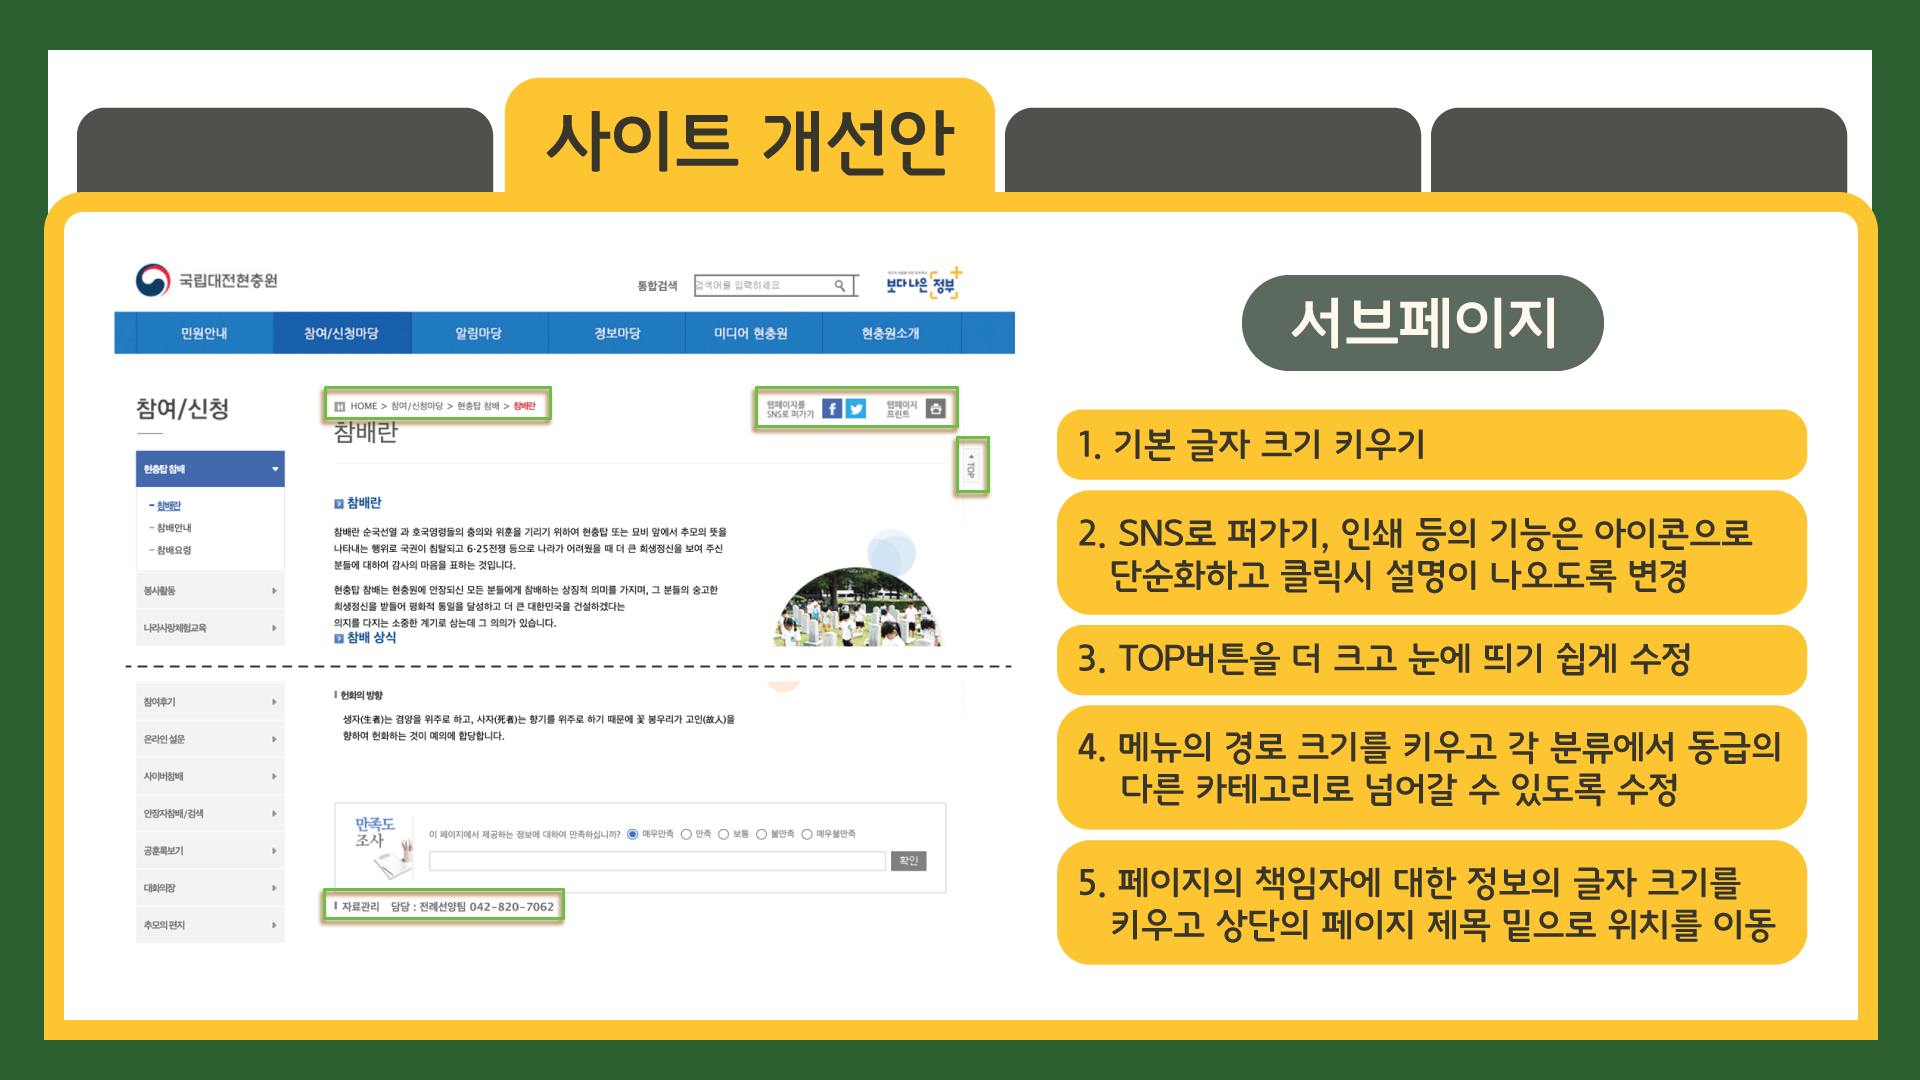 사이트 개선안
국립대전현충원
통합검색
검색어를 입력하세요
보다나은 정부
민원안내
참여/신청마당
알림마당
정보마당
미디어 현충원
현충원소개
참여/신청
HOME > 참여/신청마당 > 현충탑 참배 > 참배란
웹페이지를
SNS로 퍼가기
웹페이지
프린트
참배란
TOP
현충탑 참배
- 참배란
- 참배안내
- 참배요령
봉사활동
나라사랑체험교육
참배란
참배란 순국선열 과 호국영령들의 충의와 위훈을 기리기 위하여 현충탑 또는 묘비 앞에서 추모의 뜻을
나타내는 행위로 국권이 침탈되고 6·25전쟁 등으로 나라가 어려웠을 때 더 큰 희생정신을 보여 주신
분들에 대하여 감사의 마음을 표하는 것입니다.
현충탑 참배는 현충원에 안장되신 모든 분들에게 참배하는 상징적 의미를 가지며, 그 분들의 숭고한
희생정신을 받들어 평화적 통일을 달성하고 더 큰 대한민국을 건설하겠다는
의지를 다지는 소중한 계기로 삼는데 그 의의가 있습니다.
참배 상식
참여후기
온라인 설문
사이버참배
안장자참배/검색
공훈록보기
대화의장
추모의 편지
헌화의 방향
생자(生者)는 겸양을 위주로 하고, 사자(死者)는 향기를 위주로 하기 때문에 꽃 봉우리가 고인(故人)을
향하여 헌화하는 것이 예의에 합당합니다.
만족도
조사
이 페이지에서 제공하는 정보에 대하여 만족하십니까? 매우만족 만족 보통 불만족 매우불만족
확인
자료관리 담당 : 전례선양팀 042-820-7062
서브페이지
1. 기본 글자 크기 키우기
2. SNS로 퍼가기, 인쇄 등의 기능은 아이콘으로
단순화하고 클릭시 설명이 나오도록 변경
3. TOP버튼을 더 크고 눈에 띄기 쉽게 수정
4. 메뉴의 경로 크기를 키우고 각 분류에서 동급의
다른 카테고리로 넘어갈 수 있도록 수정
5. 페이지의 책임자에 대한 정보의 글자 크기를
키우고 상단의 페이지 제목 밑으로 위치를 이동